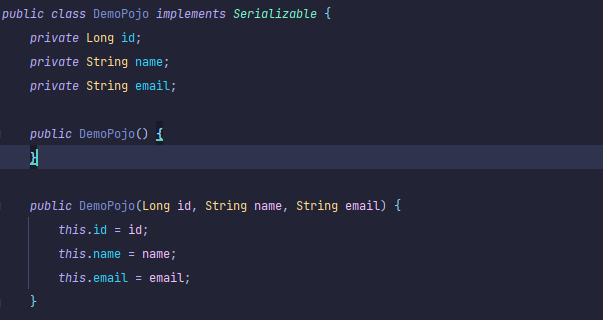 public class DemoPojo implements Serializable {
    private Long id;
    private String name;
    private String email;

    public DemoPojo() {
    }

    public DemoPojo(Long id, String name, String email) {
        this.id = id;
        this.name = name;
        this.email = email;
    }